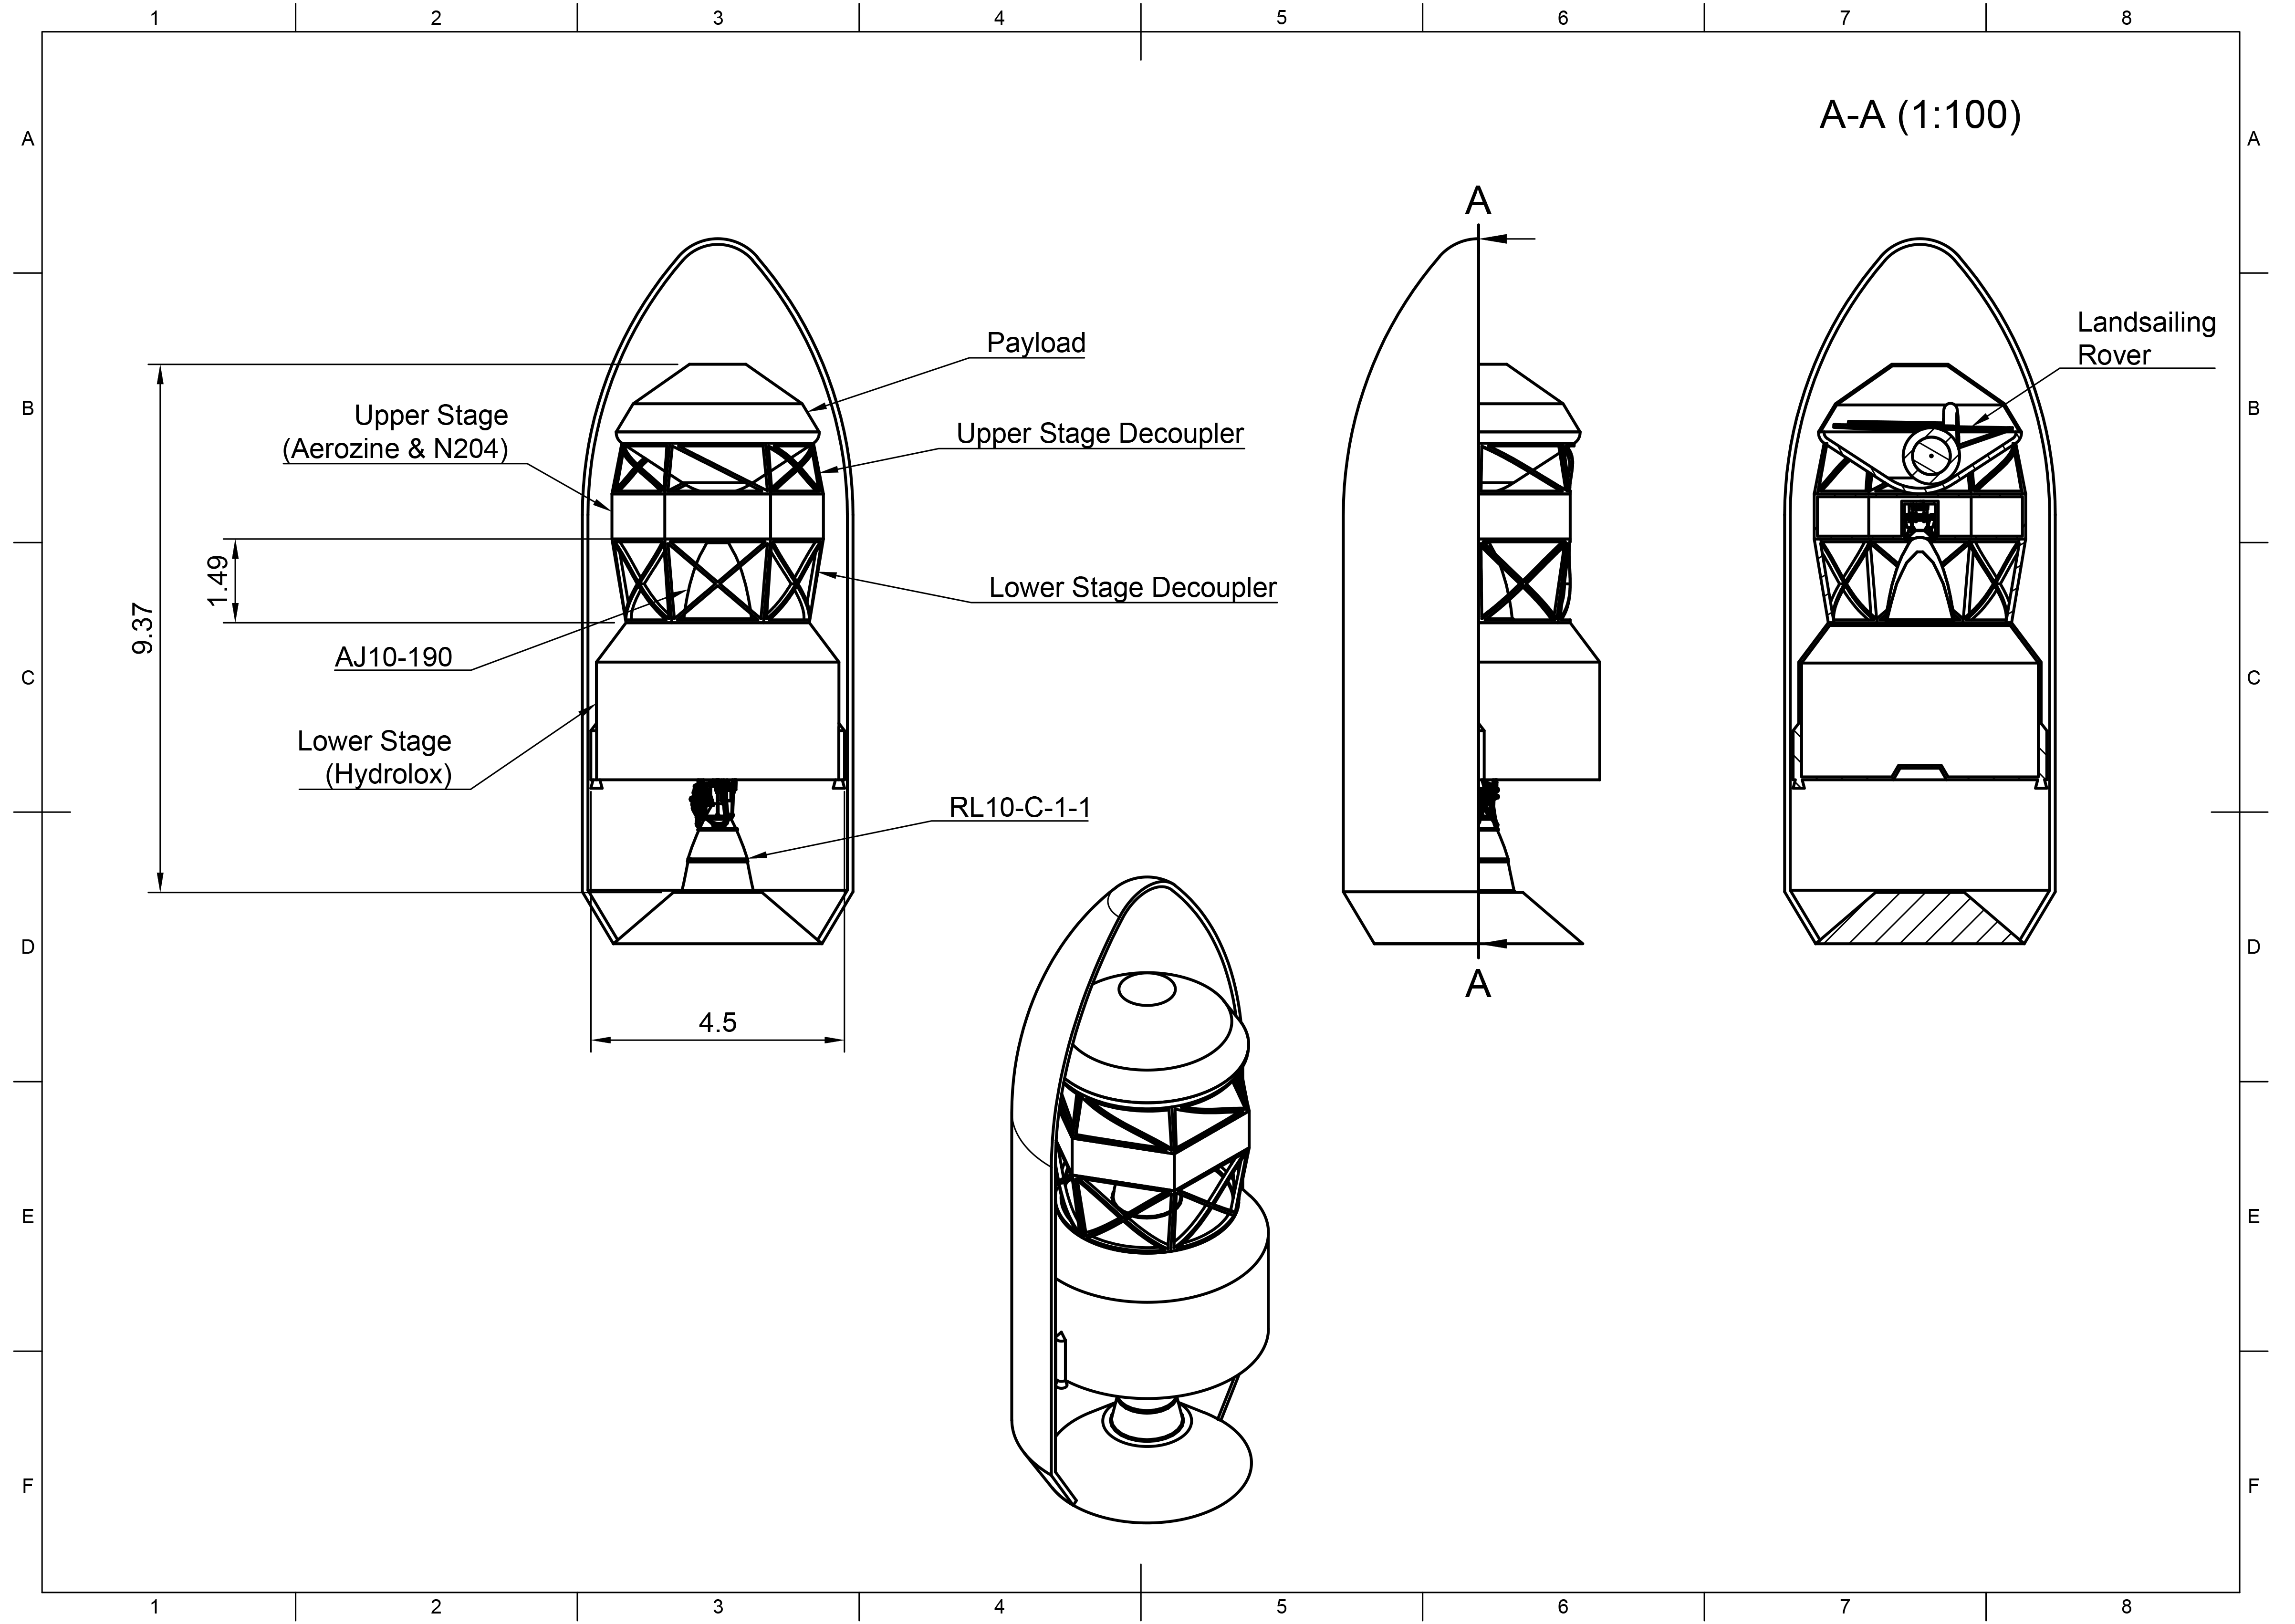 1 2 3 4 5 6 7 8
A A
A-A (1:100)
A
Landsailing
Rover
Payload
B B
Upper Stage
(Aerozine & N204)
Upper Stage Decoupler
1.49
Lower Stage Decoupler
9.37
AJ10-190
C C
Lower Stage
(Hydrolox)
RL10-C-1-1
D D
A
4.5
E E
F F
1 2 3 4 5 6 7 8